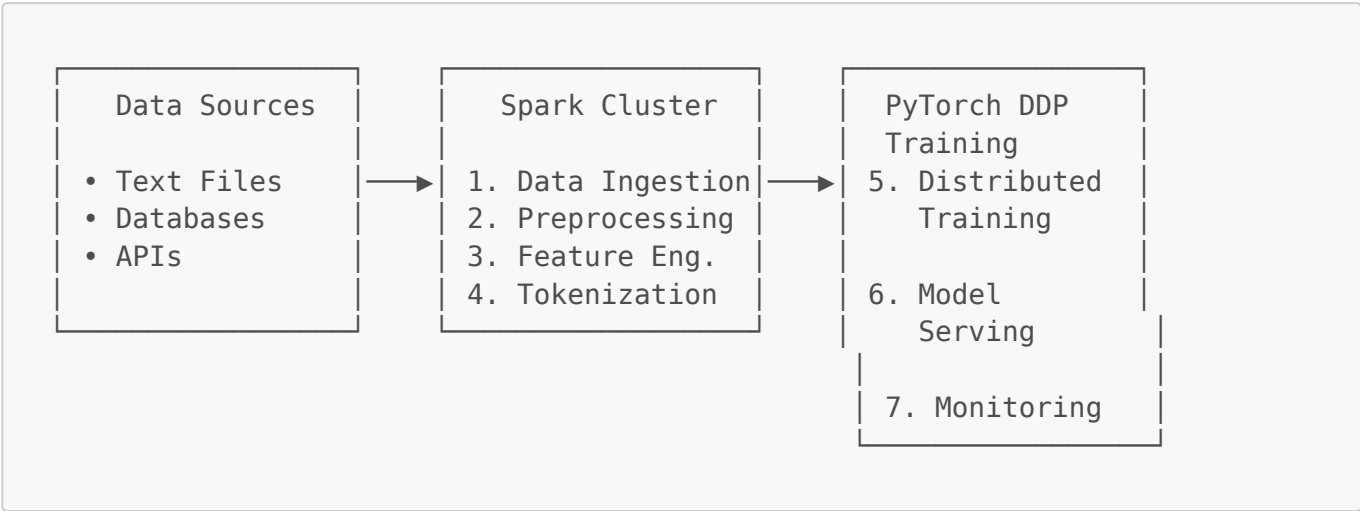 Data Sources
• Text Files
• Databases
• APIs
Spark Cluster
1. Data Ingestion
2. Preprocessing
3. Feature Eng.
4. Tokenization
PyTorch DDP
Training
5. Distributed
Training
6. Model
Serving
7. Monitoring